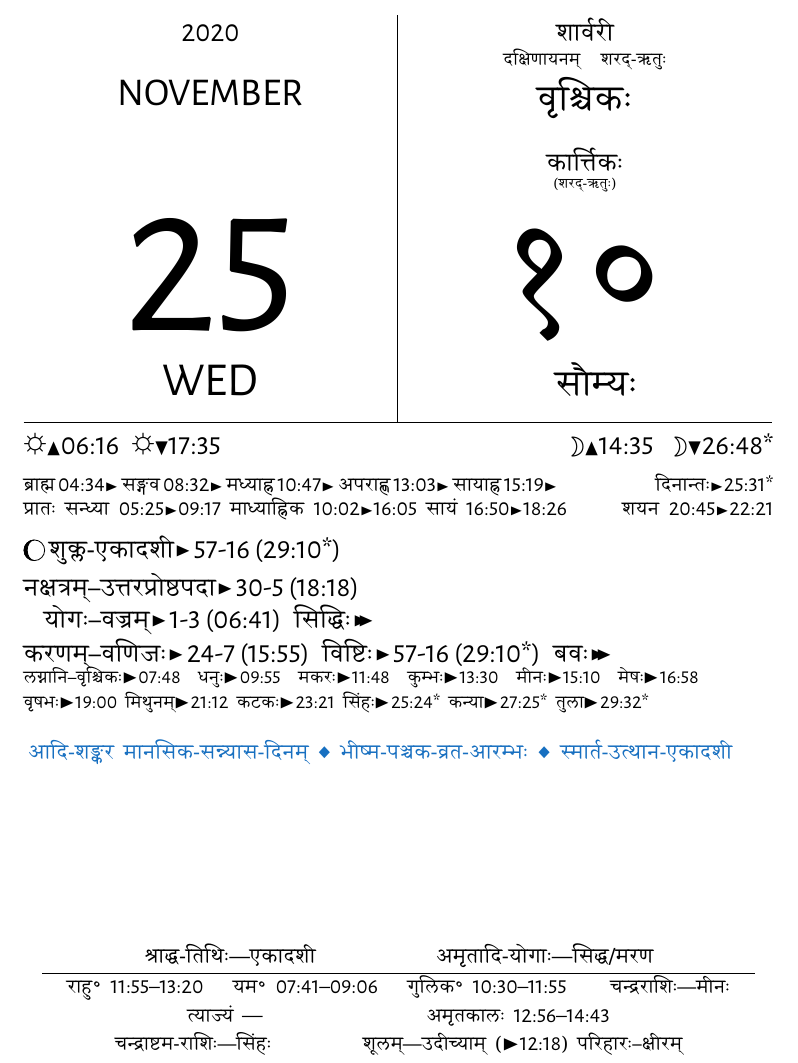 2020
NOVEMBER
25
WED
शार्वरी
दक्षिणायनम् शरद्-ऋतुः
वृश्चिकः
कार्त्तिकः
(शरद्-ऋतुः)
१०
सौम्यः
☼▲06:16 ☼▼17:35 ☽▲14:35 ☽▼26:48*
ब्राह्म 04:34► सङ्गव 08:32► मध्याह्न 10:47► अपराह्ण 13:03► सायाह्न 15:19► दिनान्तः►25:31*
प्रातः सन्ध्या 05:25►09:17 माध्याह्निक 10:02►16:05 सायं 16:50►18:26 शयन 20:45►22:21
शुक्ल-एकादशी►57-16 (29:10*)
नक्षत्रम्–उत्तरप्रोष्ठपदा►30-5 (18:18)
योगः–वज्रम्►1-3 (06:41) सिद्धिः►►
करणम्–वणिजः►24-7 (15:55) विष्टिः►57-16 (29:10*) बवः►►
लग्नानि–वृश्चिकः►07:48 धनुः►09:55 मकरः►11:48 कुम्भः►13:30 मीनः►15:10 मेषः►16:58
वृषभः►19:00 मिथुनम्►21:12 कटकः►23:21 सिंहः►25:24* कन्या►27:25* तुला►29:32*
आदि-शङ्कर मानसिक-सन्न्यास-दिनम् ◆ भीष्म-पञ्चक-व्रत-आरम्भः ◆ स्मार्त-उत्थान-एकादशी
श्राद्ध-तिथिः—एकादशी अमृतादि-योगाः—सिद्ध/मरण
राहु॰ 11:55–13:20 यम॰ 07:41–09:06 गुलिक॰ 10:30–11:55 चन्द्रराशिः—मीनः
त्याज्यं — अमृतकालः 12:56–14:43
चन्द्राष्टम-राशिः—सिंहः शूलम्—उदीच्याम् (►12:18) परिहारः–क्षीरम्